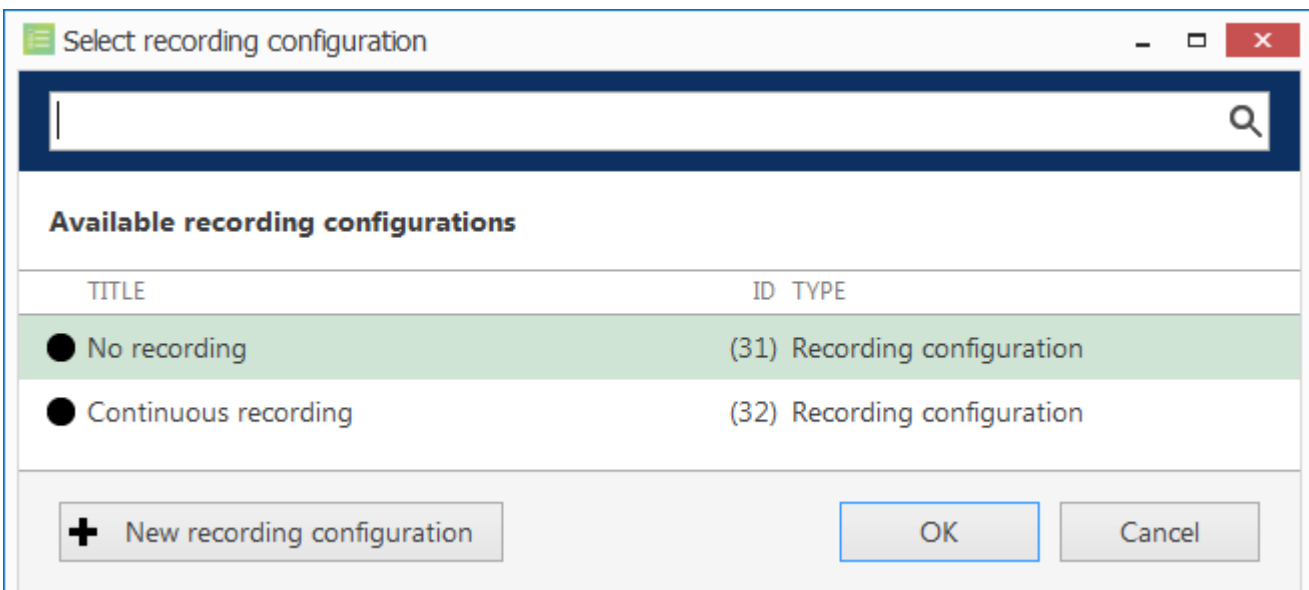 Select recording configuration
Available recording configurations
TITLE ID TYPE
No recording (31) Recording configuration
Continuous recording (32) Recording configuration
New recording configuration OK Cancel